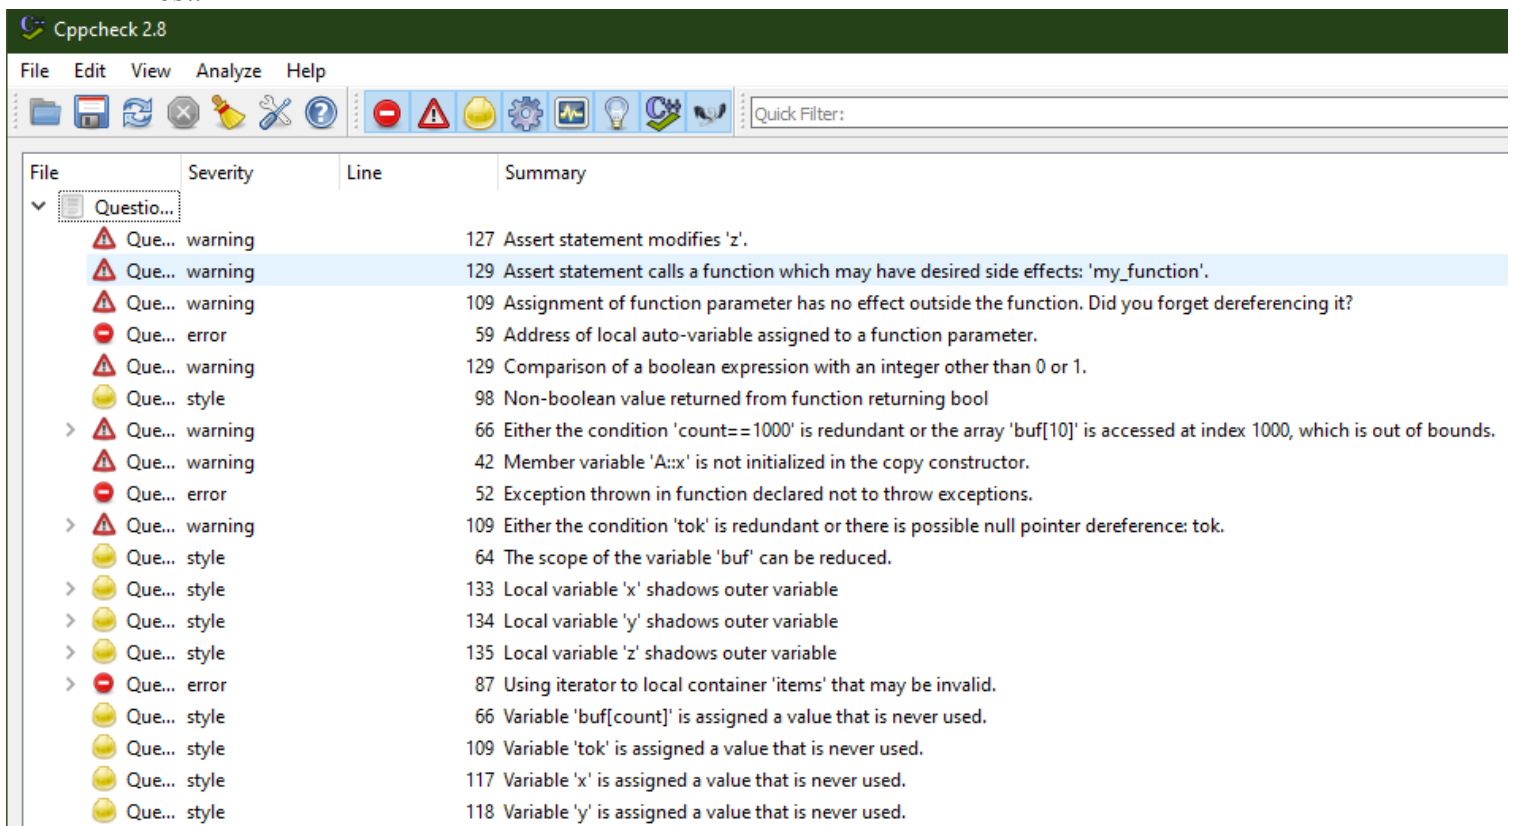 Cppcheck 2.8
File Edit View Analyze Help
Quick Filter:
File Severity Line Summary
Questio...
Que... warning 127 Assert statement modifies 'z'.
Que... warning 129 Assert statement calls a function which may have desired side effects: 'my_function'.
Que... warning 109 Assignment of function parameter has no effect outside the function. Did you forget dereferencing it?
Que... error 59 Address of local auto-variable assigned to a function parameter.
Que... warning 129 Comparison of a boolean expression with an integer other than 0 or 1.
Que... style 98 Non-boolean value returned from function returning bool
Que... warning 66 Either the condition 'count==1000' is redundant or the array 'buf[10]' is accessed at index 1000, which is out of bounds.
Que... warning 42 Member variable 'A::x' is not initialized in the copy constructor.
Que... error 52 Exception thrown in function declared not to throw exceptions.
Que... warning 109 Either the condition 'tok' is redundant or there is possible null pointer dereference: tok.
Que... style 64 The scope of the variable 'buf' can be reduced.
Que... style 133 Local variable 'x' shadows outer variable
Que... style 134 Local variable 'y' shadows outer variable
Que... style 135 Local variable 'z' shadows outer variable
Que... error 87 Using iterator to local container 'items' that may be invalid.
Que... style 66 Variable 'buf[count]' is assigned a value that is never used.
Que... style 109 Variable 'tok' is assigned a value that is never used.
Que... style 117 Variable 'x' is assigned a value that is never used.
Que... style 118 Variable 'y' is assigned a value that is never used.